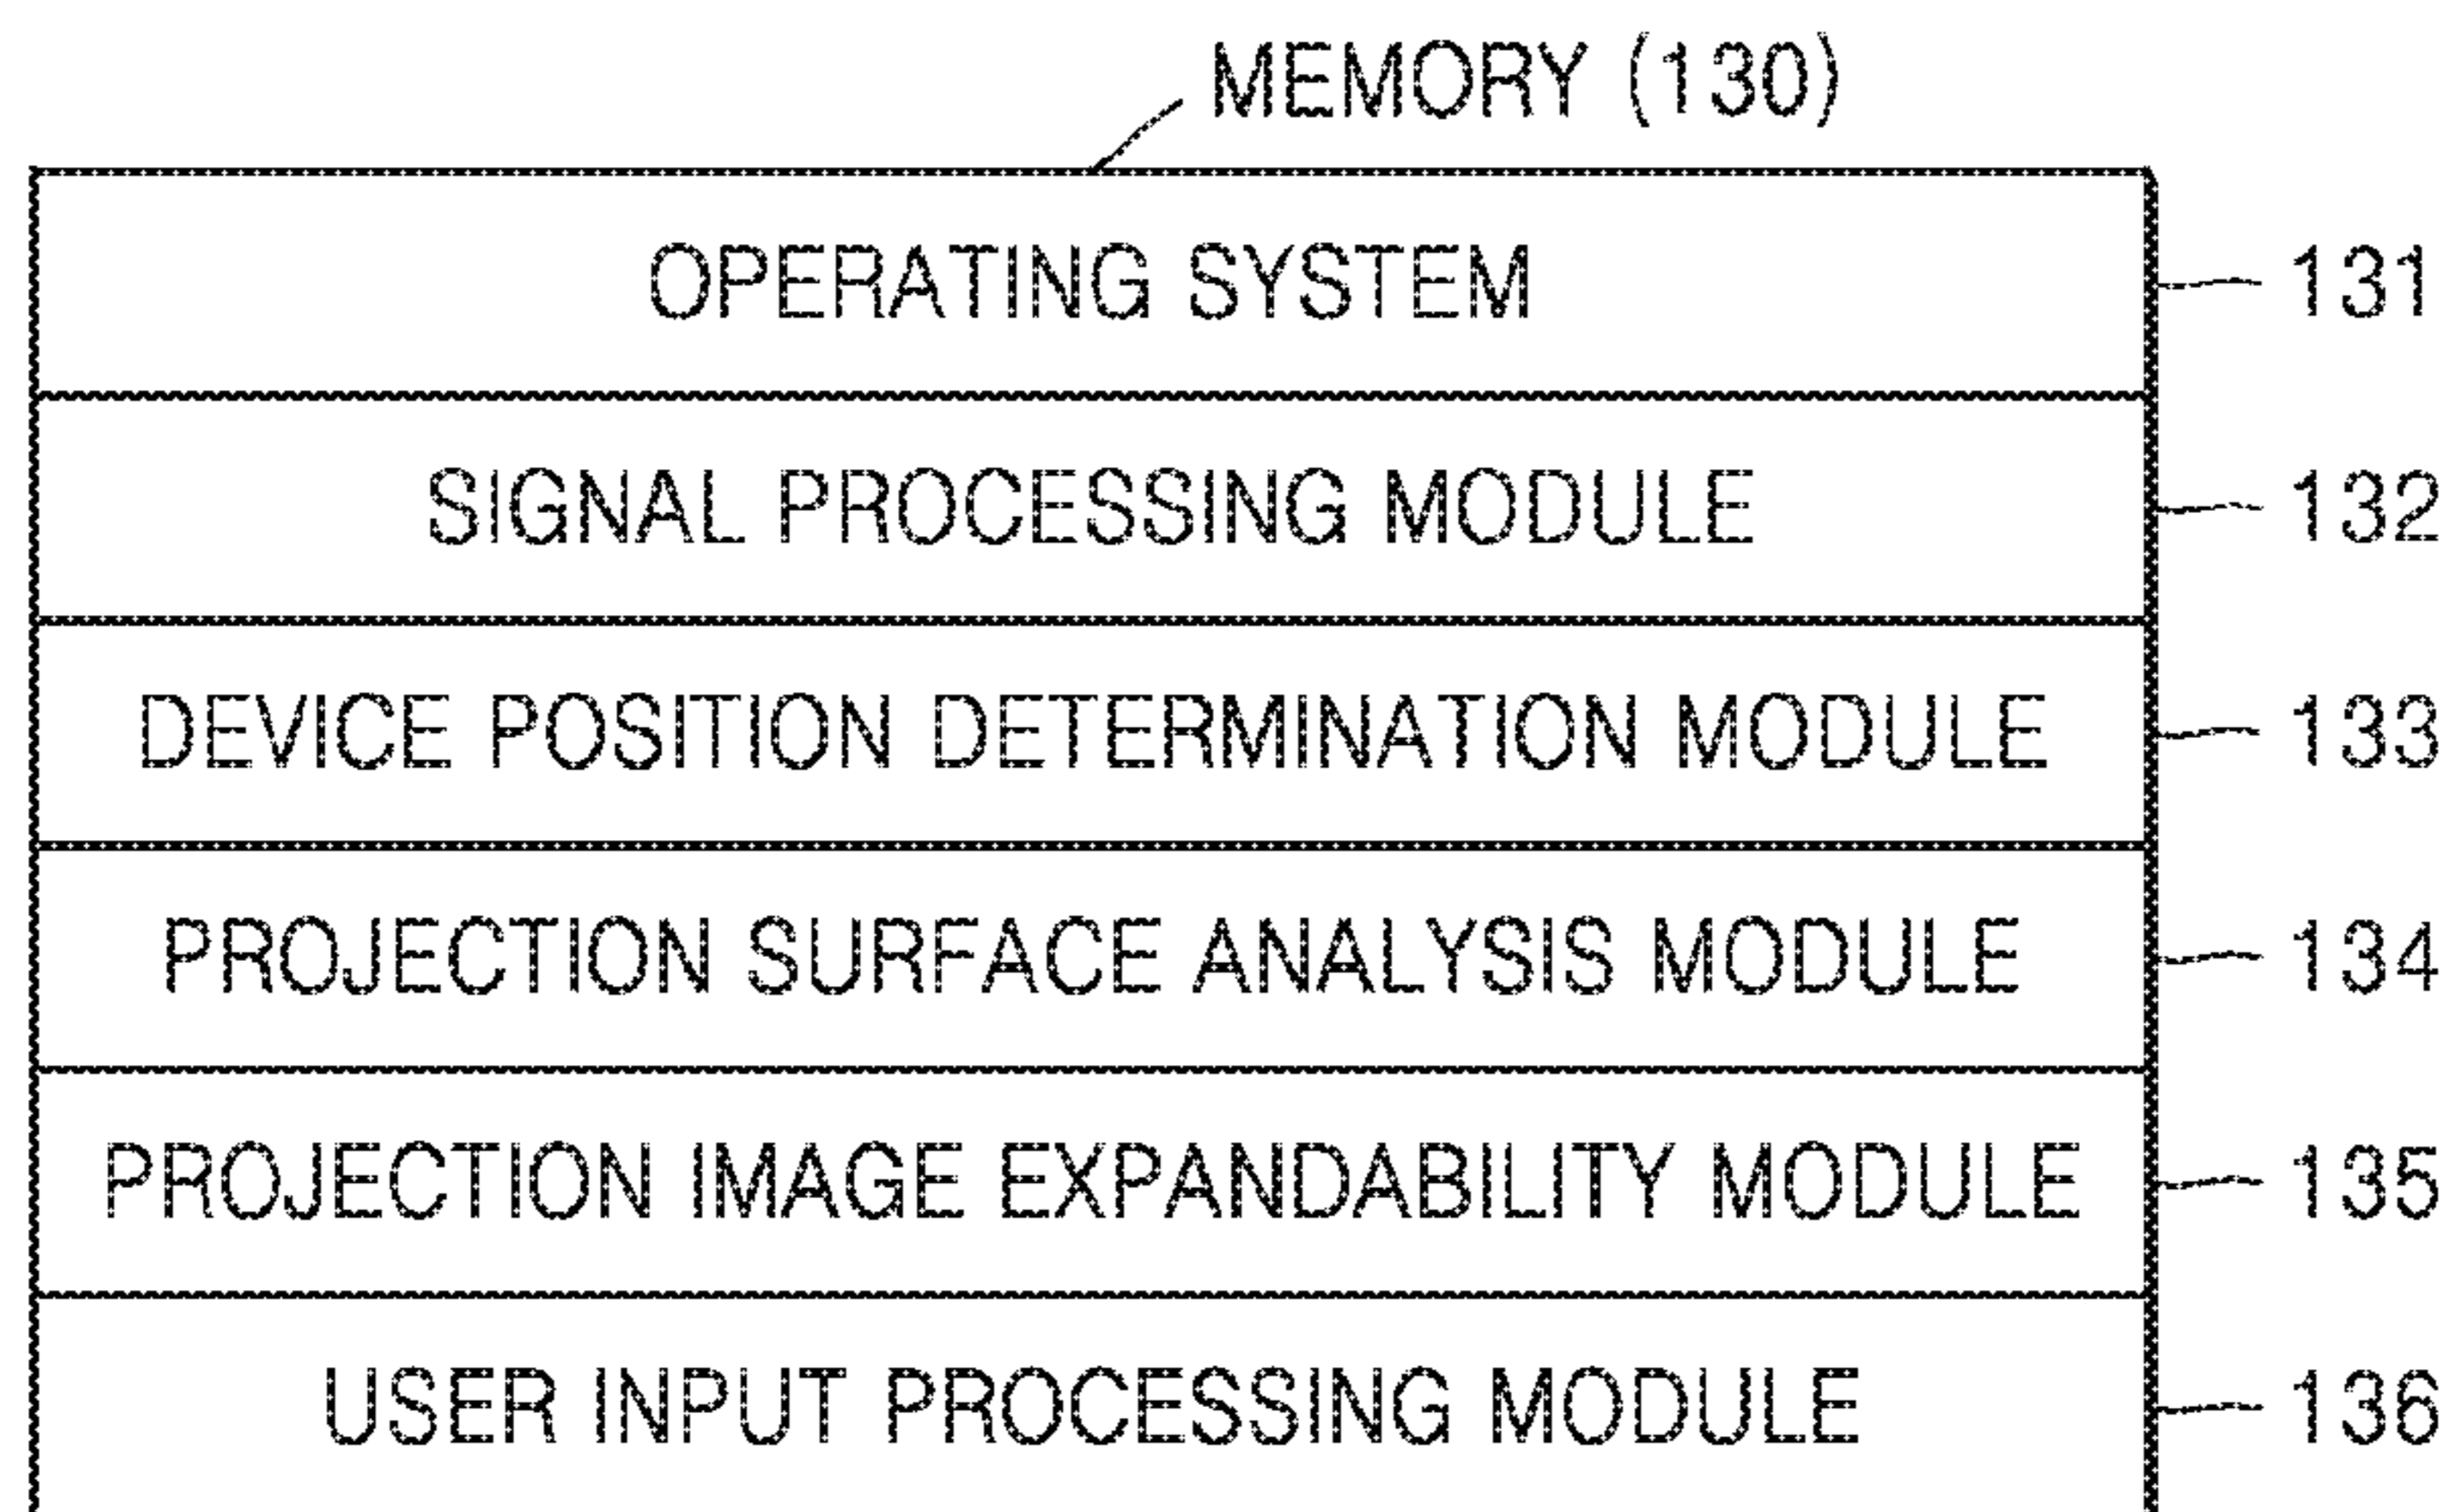 MEMORY (130)
OPERATING SYSTEM 131
SIGNAL PROCESSING MODULE 132
DEVICE POSITION DETERMINATION MODULE 133
PROJECTION SURFACE ANALYSIS MODULE 134
PROJECTION IMAGE EXPANDABILITY MODULE 135
USER INPUT PROCESSING MODULE 136